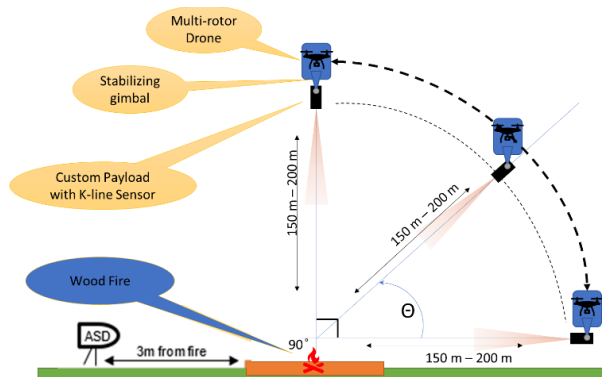 Multi-rotor
Drone
Stabilizing
gimbal
Custom Payload
with K-line Sensor
150 m – 200 m
150 m – 200 m
Wood Fire
Θ
ASD
3m from fire
90°
150 m – 200 m